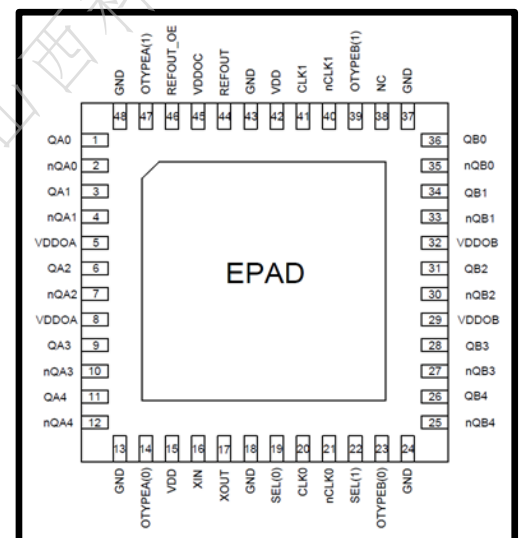 山西科
GND OTYPEA(1) REFOUT_OE VDDOC REFOUT GND VDD CLK1 nCLK1 OTYPEB(1) NC GND
48 47 46 45 44 43 42 41 40 39 38 37
QA0 1 36 QB0
nQA0 2 35 nQB0
QA1 3 34 QB1
nQA1 4 33 nQB1
VDDOA 5 32 VDDOB
QA2 6 31 QB2
EPAD
nQA2 7 30 nQB2
VDDOA 8 29 VDDOB
QA3 9 28 QB3
nQA3 10 27 nQB3
QA4 11 26 QB4
nQA4 12 25 nQB4
13 14 15 16 17 18 19 20 21 22 23 24
GND OTYPEA(0) VDD XIN XOUT GND SEL(0) CLK0 nCLK0 SEL(1) OTYPEB(0) GND